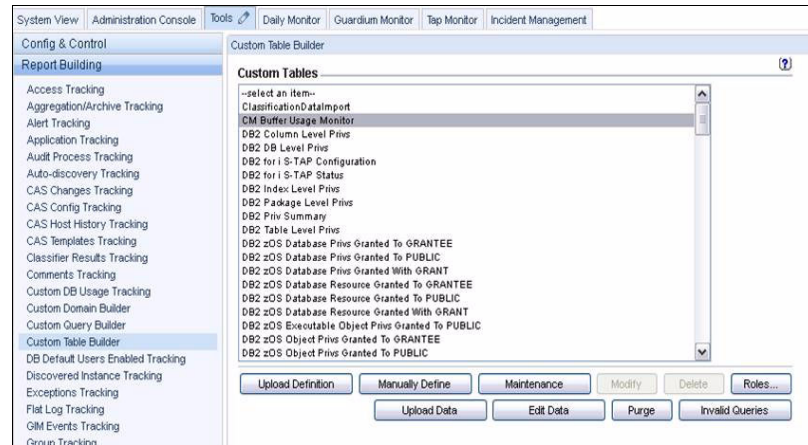 System View
Administration Console
Tools
Daily Monitor
Guardium Monitor
Tap Monitor
Incident Management
Config & Control
Report Building
Access Tracking
Aggregation/Archive Tracking
Alert Tracking
Application Tracking
Audit Process Tracking
Auto-discovery Tracking
CAS Changes Tracking
CAS Config Tracking
CAS Host History Tracking
CAS Templates Tracking
Classifier Results Tracking
Comments Tracking
Custom DB Usage Tracking
Custom Domain Builder
Custom Query Builder
Custom Table Builder
DB Default Users Enabled Tracking
Discovered Instance Tracking
Exceptions Tracking
Flat Log Tracking
GIM Events Tracking
Group Tracking
Custom Table Builder
Custom Tables
?
--select an item--
ClassificationDataImport
CM Buffer Usage Monitor
DB2 Column Level Privs
DB2 DB Level Privs
DB2 for i S-TAP Configuration
DB2 for i S-TAP Status
DB2 Index Level Privs
DB2 Package Level Privs
DB2 Priv Summary
DB2 Table Level Privs
DB2 zOS Database Privs Granted To GRANTEE
DB2 zOS Database Privs Granted To PUBLIC
DB2 zOS Database Privs Granted With GRANT
DB2 zOS Database Resource Granted To GRANTEE
DB2 zOS Database Resource Granted To PUBLIC
DB2 zOS Database Resource Granted With GRANT
DB2 zOS Executable Object Privs Granted To PUBLIC
DB2 zOS Object Privs Granted To GRANTEE
DB2 zOS Object Privs Granted To PUBLIC
Upload Definition
Manually Define
Maintenance
Modify
Delete
Roles...
Upload Data
Edit Data
Purge
Invalid Queries